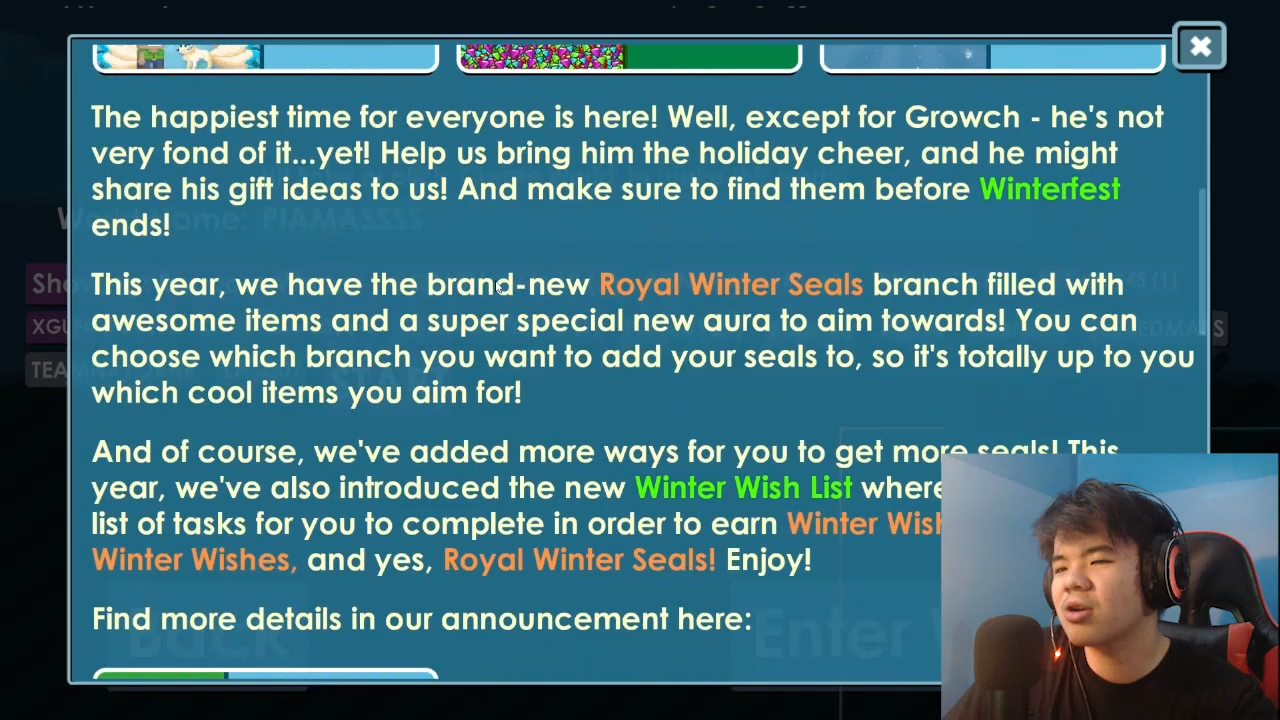 The happiest time for everyone is here! Well, except for Growch - he's not
very fond of it...yet! Help us bring him the holiday cheer, and he might
share his gift ideas to us! And make sure to find them before Winterfest
ends!
PIAMASSSS
This year, we have the brand-new Royal Winter Seals branch filled with
awesome items and a super special new aura to aim towards! You can
choose which branch you want to add your seals to, so it's totally up to you
which cool items you aim for!
And of course, we've added more ways for you to get more seals! This
year, we've also introduced the new Winter Wish List where
list of tasks for you to complete in order to earn Winter Wish
Winter Wishes, and yes, Royal Winter Seals! Enjoy!
Find more details in our announcement here:
Back
Enter